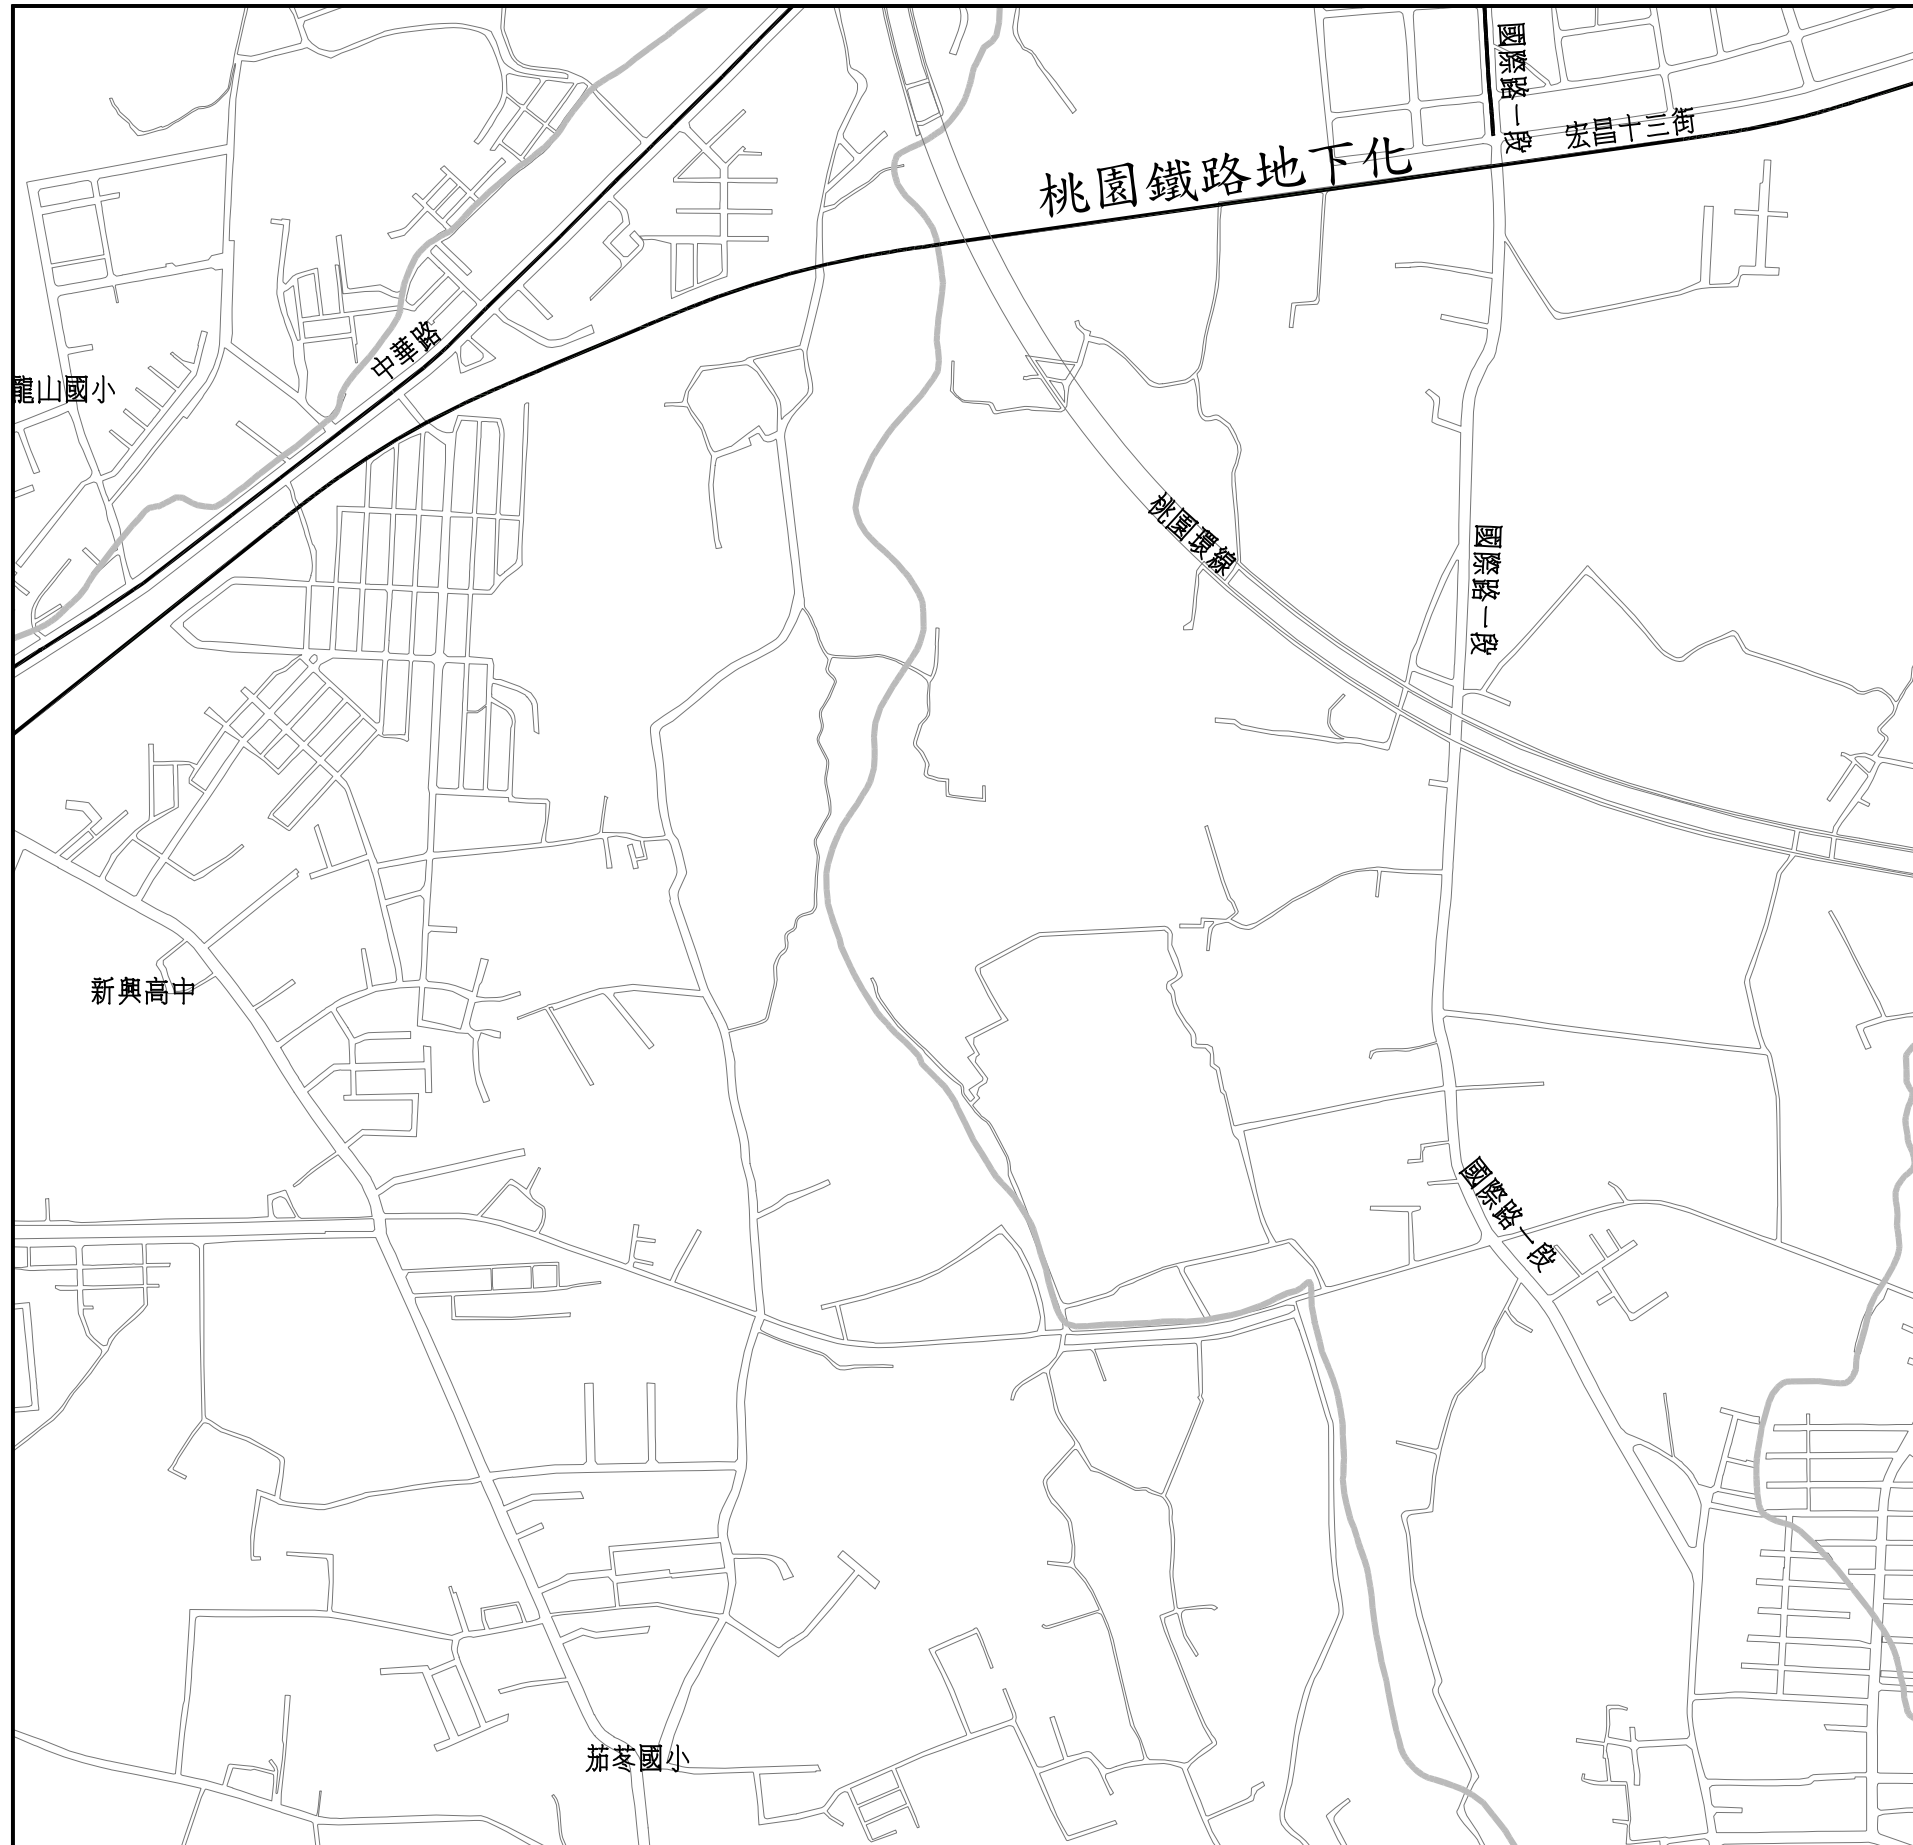 國際路一段
宏昌十三街
桃園鐵路地下化
中華路
龍山國小
桃園環線
國際路一段
新興高中
國際路一段
茄苳國小